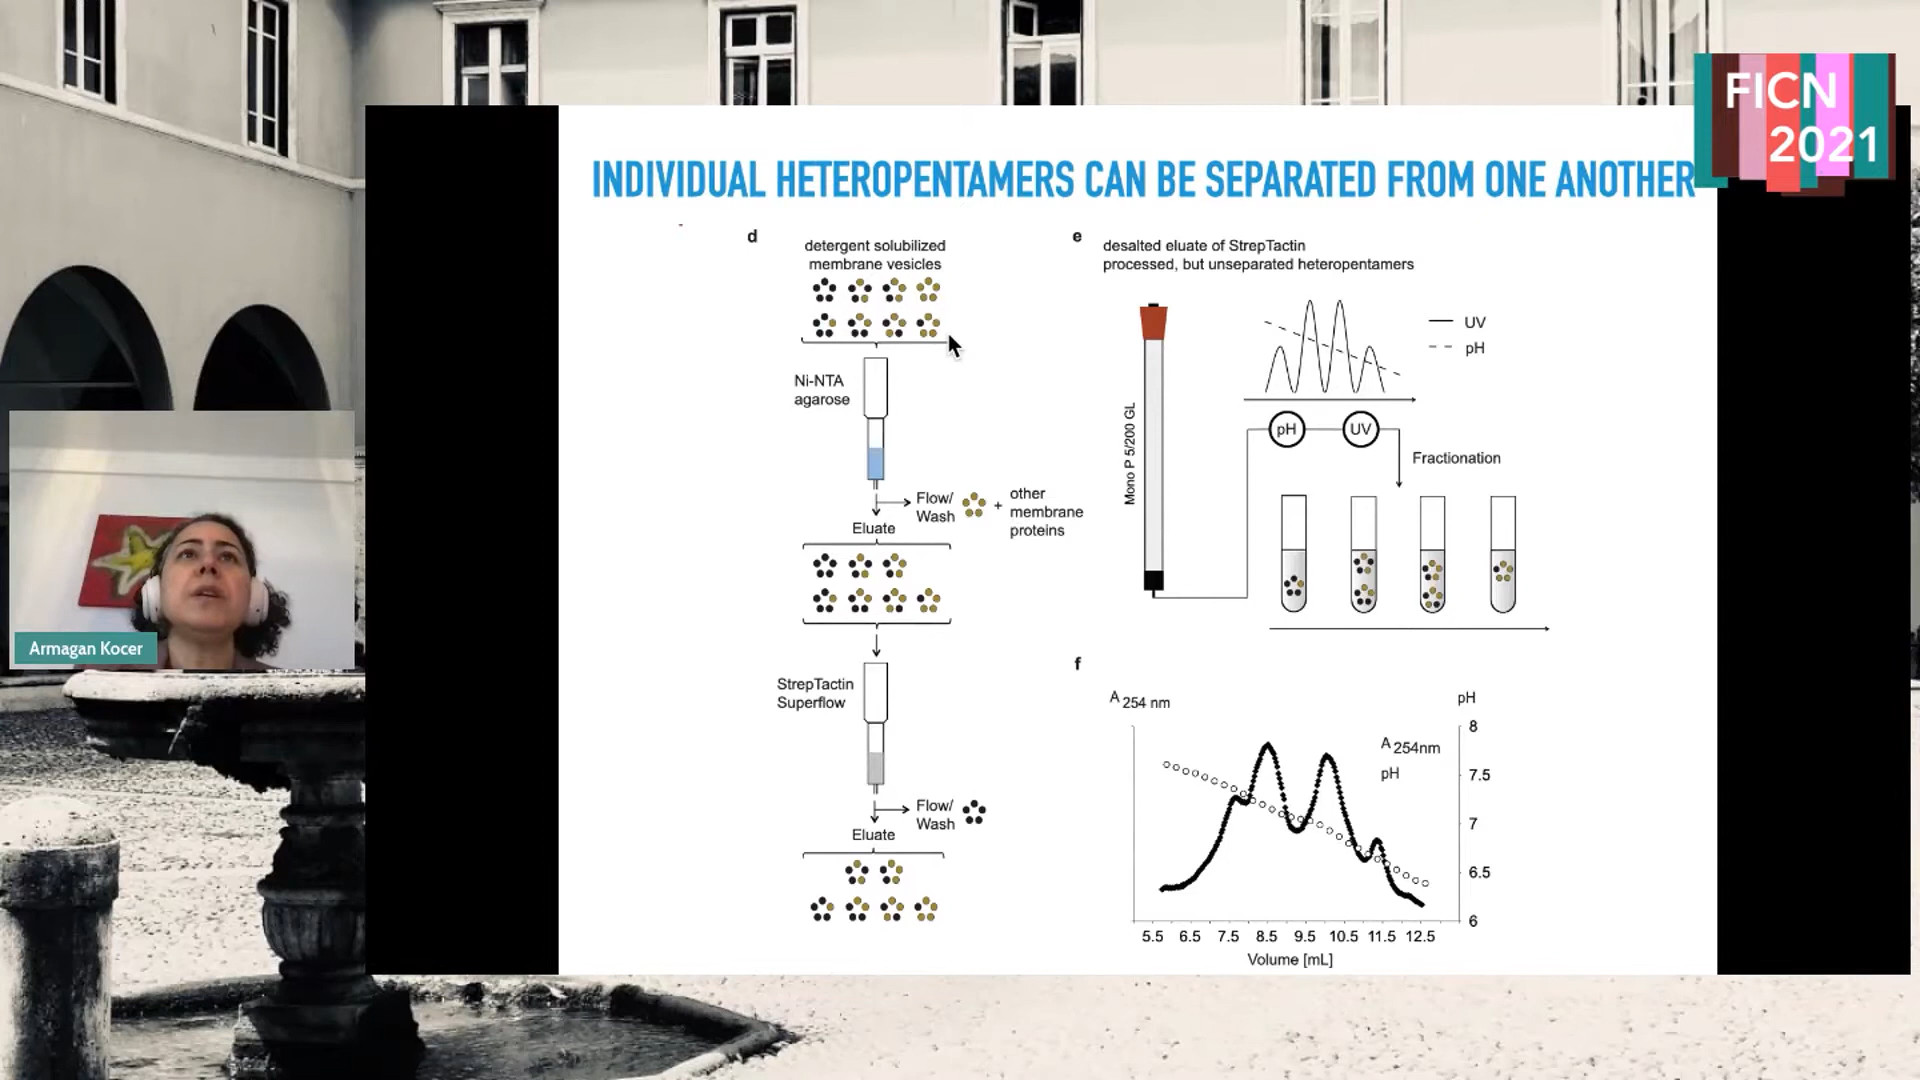 FICN
2021
INDIVIDUAL HETEROPENTAMERS CAN BE SEPARATED FROM ONE ANOTHER
d
detergent solubilized
membrane vesicles
Ni-NTA
agarose
Flow/
Wash
+
other
membrane
proteins
Eluate
StrepTactin
Superflow
Flow/
Wash
Eluate
e
desalted eluate of StrepTactin
processed, but unseparated heteropentamers
UV
pH
Mono P 5/200 GL
pH
UV
Fractionation
f
A 254 nm
pH
A 254nm
pH
8
7.5
7
6.5
6
5.5 6.5 7.5 8.5 9.5 10.5 11.5 12.5
Volume [mL]
Armagan Kocer